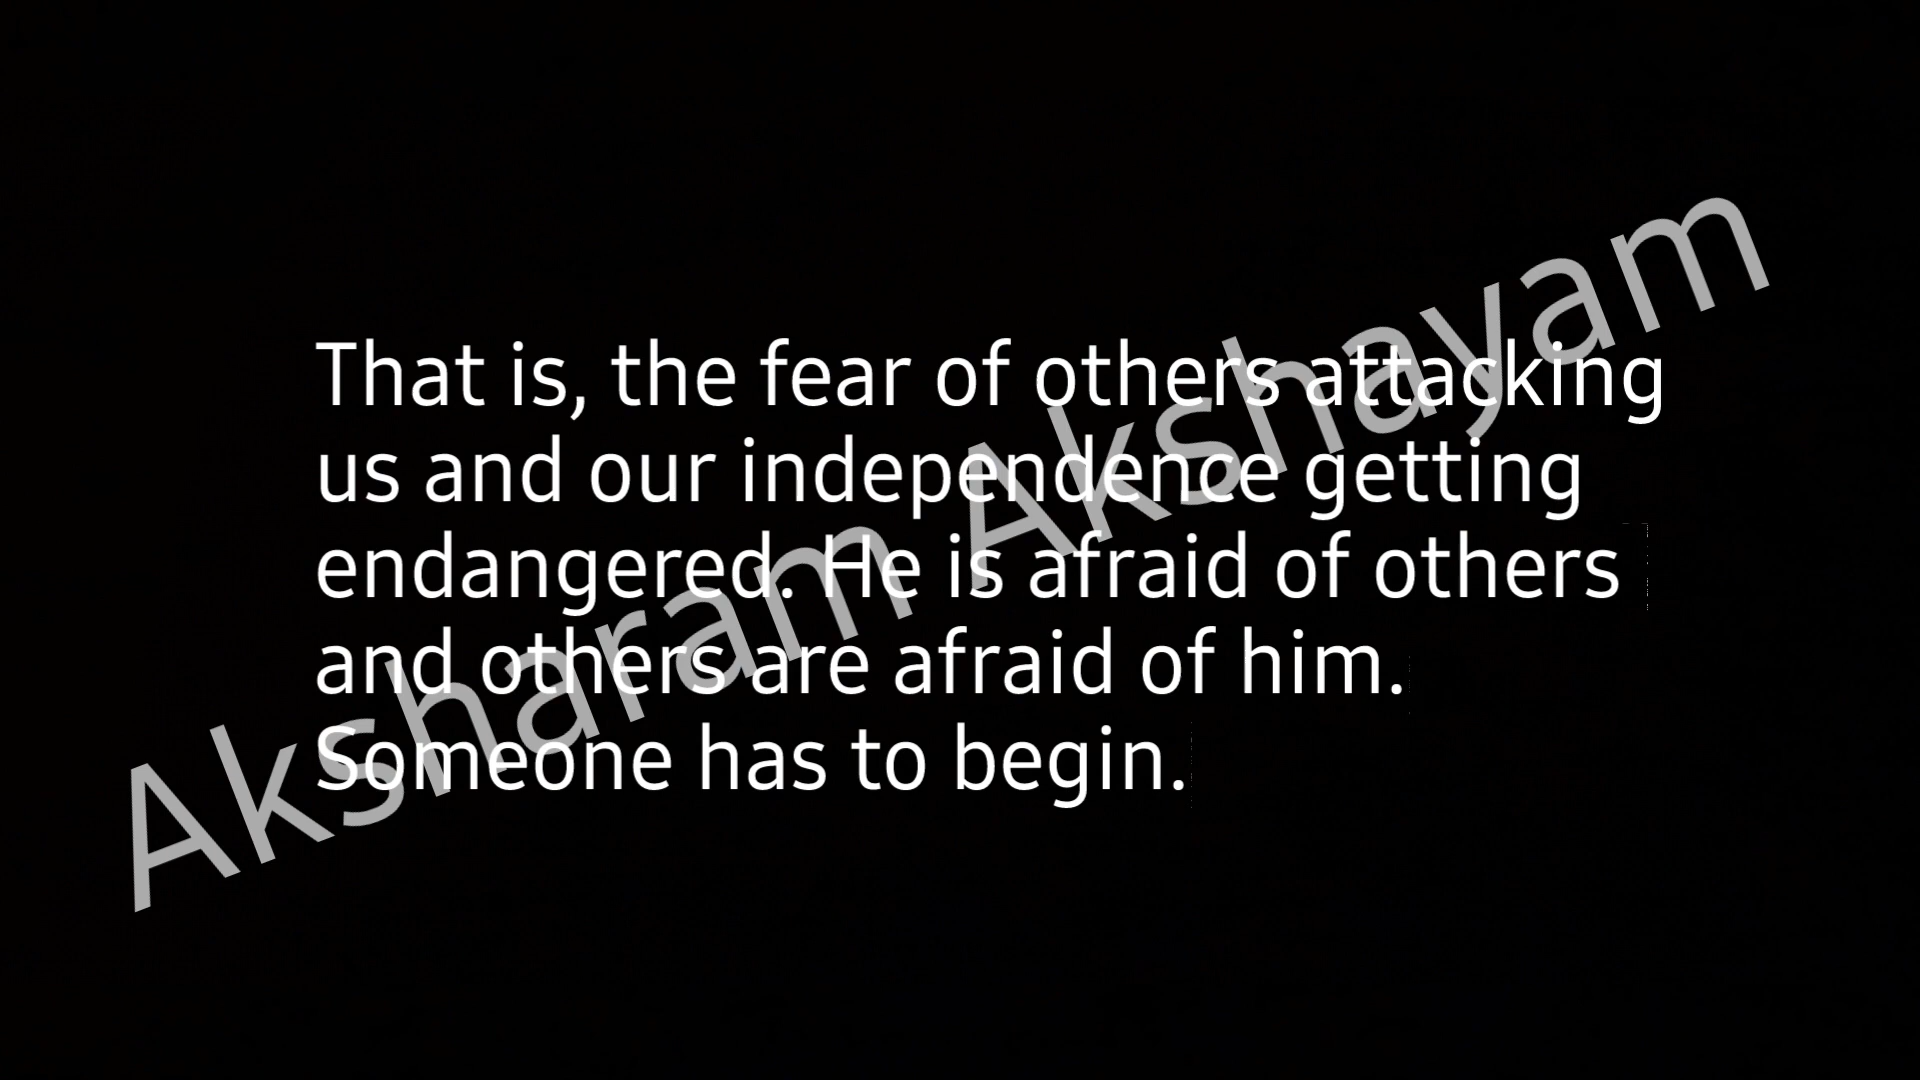 That is, the fear of others attacking
us and our independence getting
endangered. He is afraid of others
and others are afraid of him.
Someone has to begin.
Aksharam Akshayam